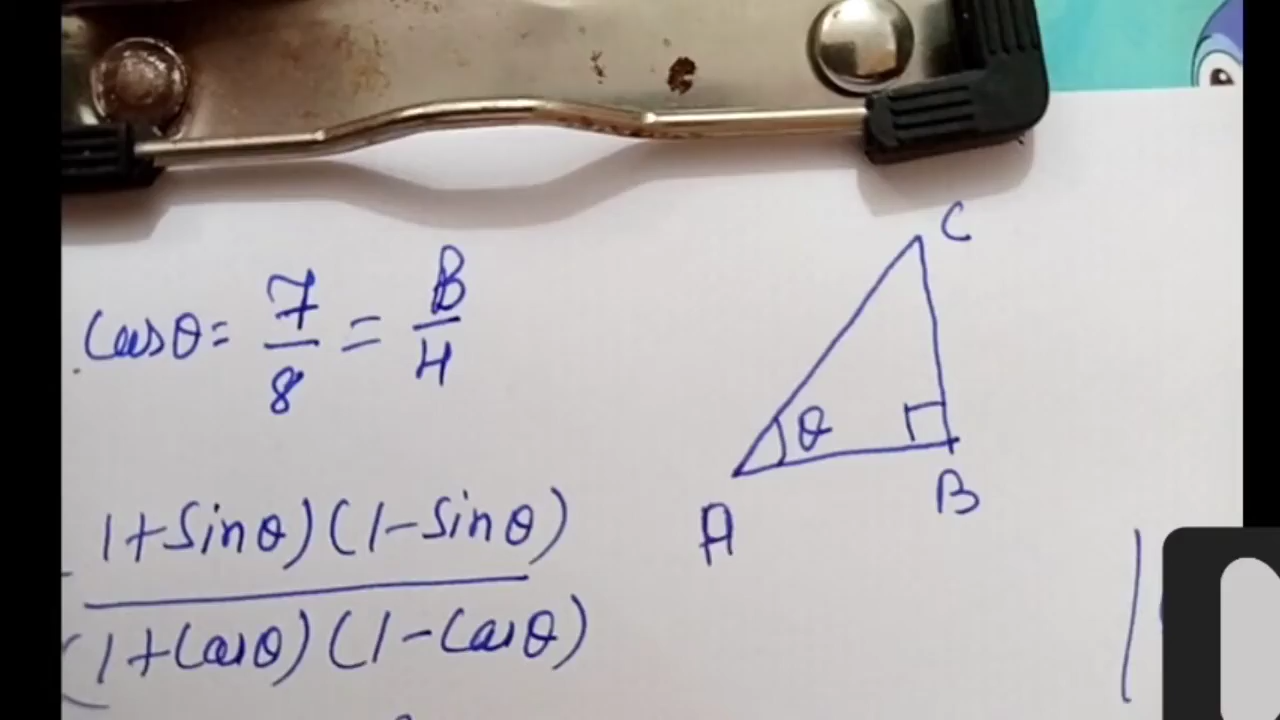 cosθ = 7/8 = B/H
C
θ
A
B
1+sinθ)(1-sinθ)
(1+cosθ)(1-cosθ)